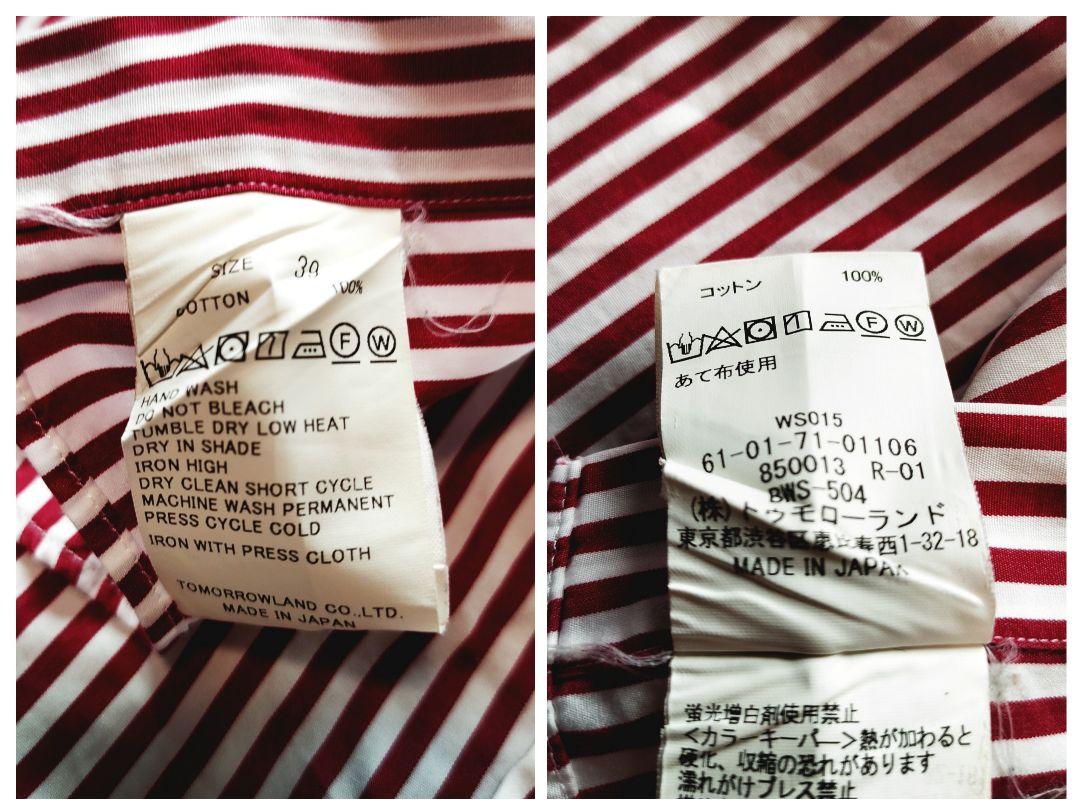 SIZE 39
COTTON 100%
F W
HAND WASH
DO NOT BLEACH
TUMBLE DRY LOW HEAT
DRY IN SHADE
IRON HIGH
DRY CLEAN SHORT CYCLE
MACHINE WASH PERMANENT
PRESS CYCLE COLD
IRON WITH PRESS CLOTH
TOMORROWLAND CO.,LTD.
MADE IN JAPAN
コットン 100%
F W
あて布使用
WS015
61-01-71-01106
850013 R-01
BWS-504
(株)トゥモローランド
東京都渋谷区恵比寿西1-32-18
MADE IN JAPAN
蛍光増白剤使用禁止
<カラーキーパー>熱が加わると
硬化、収縮の恐れがあります
濡れがけプレス禁止